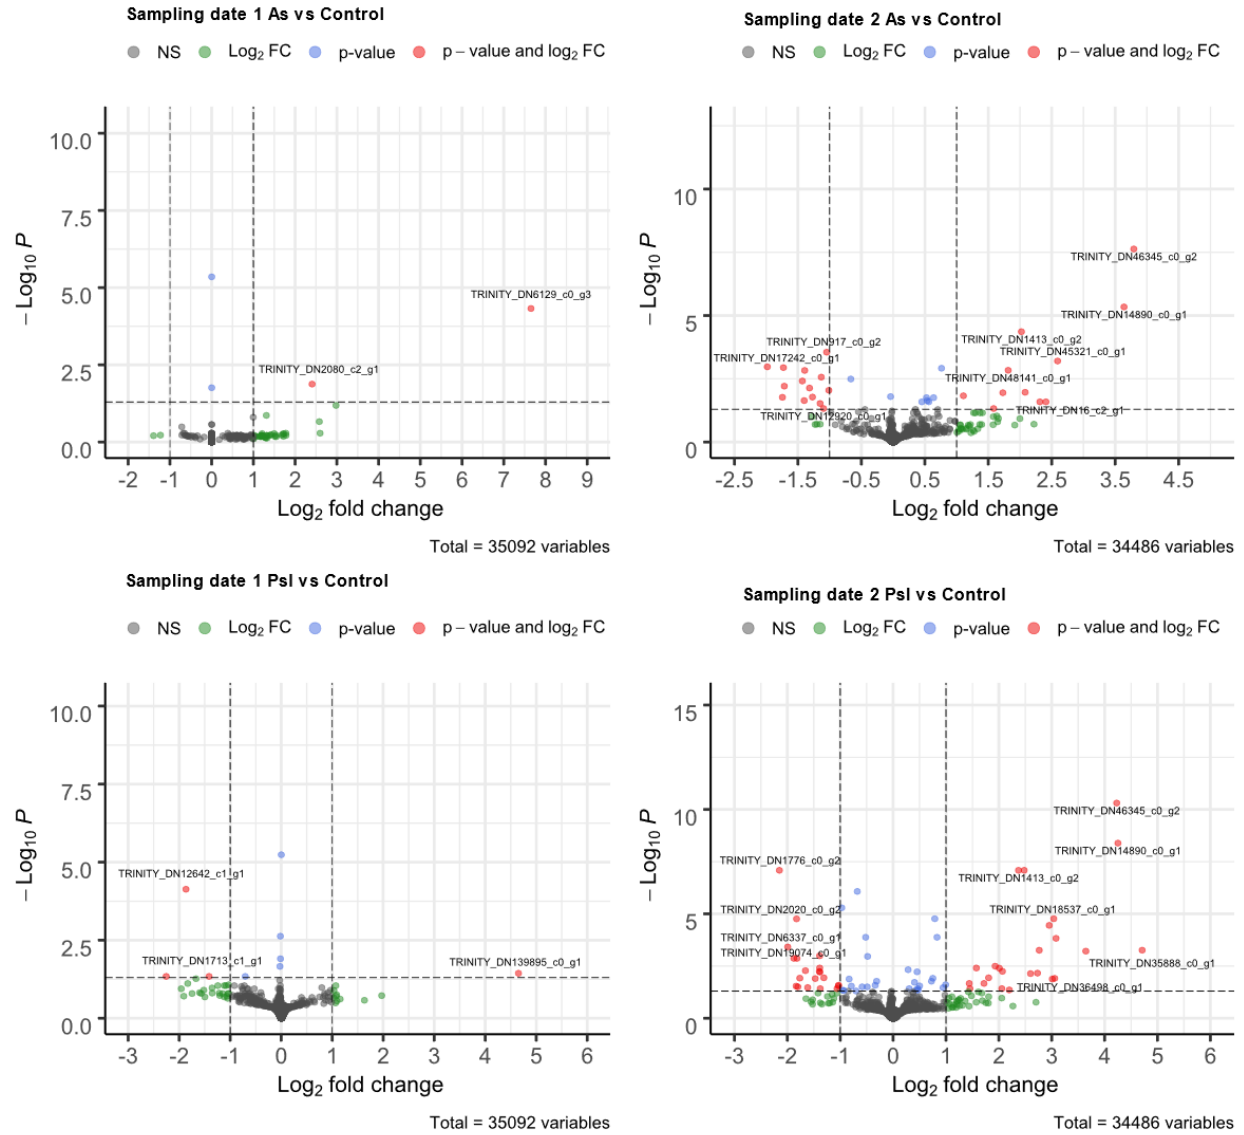 Sampling date 1 As vs Control
NS Log₂ FC p-value p – value and log₂ FC
10.0
7.5
5.0
2.5
0.0
– Log₁₀ P
TRINITY_DN6129_c0_g3
TRINITY_DN2080_c2_g1
-2 -1 0 1 2 3 4 5 6 7 8 9
Log₂ fold change
Total = 35092 variables
Sampling date 2 As vs Control
NS Log₂ FC p-value p – value and log₂ FC
10
5
0
– Log₁₀ P
TRINITY_DN46345_c0_g2
TRINITY_DN14890_c0_g1
TRINITY_DN1413_c0_g2
TRINITY_DN917_c0_g2
TRINITY_DN45321_c0_g1
TRINITY_DN17242_c0_g1
TRINITY_DN48141_c0_g1
TRINITY_DN16_c2_g1
TRINITY_DN12920_c0_g1
-2.5 -1.5 -0.5 0.5 1.5 2.5 3.5 4.5
Log₂ fold change
Total = 34486 variables
Sampling date 1 Psl vs Control
NS Log₂ FC p-value p – value and log₂ FC
10.0
7.5
5.0
2.5
0.0
– Log₁₀ P
TRINITY_DN12642_c1_g1
TRINITY_DN1713_c1_g1
TRINITY_DN139895_c0_g1
-3 -2 -1 0 1 2 3 4 5 6
Log₂ fold change
Total = 35092 variables
Sampling date 2 Psl vs Control
NS Log₂ FC p-value p – value and log₂ FC
15
10
5
0
– Log₁₀ P
TRINITY_DN46345_c0_g2
TRINITY_DN14890_c0_g1
TRINITY_DN1776_c0_g2
TRINITY_DN1413_c0_g2
TRINITY_DN2020_c0_g2
TRINITY_DN18537_c0_g1
TRINITY_DN6337_c0_g1
TRINITY_DN19074_c0_g1
TRINITY_DN35888_c0_g1
TRINITY_DN36498_c0_g1
-3 -2 -1 0 1 2 3 4 5 6
Log₂ fold change
Total = 34486 variables